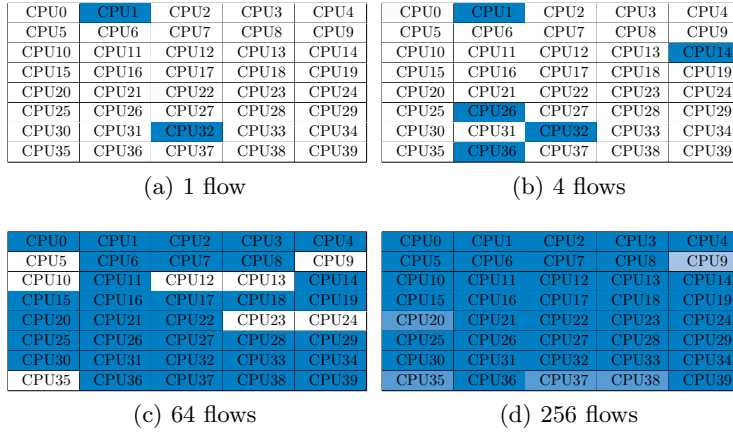 CPU0 CPU1 CPU2 CPU3 CPU4
CPU5 CPU6 CPU7 CPU8 CPU9
CPU10 CPU11 CPU12 CPU13 CPU14
CPU15 CPU16 CPU17 CPU18 CPU19
CPU20 CPU21 CPU22 CPU23 CPU24
CPU25 CPU26 CPU27 CPU28 CPU29
CPU30 CPU31 CPU32 CPU33 CPU34
CPU35 CPU36 CPU37 CPU38 CPU39
(a) 1 flow
CPU0 CPU1 CPU2 CPU3 CPU4
CPU5 CPU6 CPU7 CPU8 CPU9
CPU10 CPU11 CPU12 CPU13 CPU14
CPU15 CPU16 CPU17 CPU18 CPU19
CPU20 CPU21 CPU22 CPU23 CPU24
CPU25 CPU26 CPU27 CPU28 CPU29
CPU30 CPU31 CPU32 CPU33 CPU34
CPU35 CPU36 CPU37 CPU38 CPU39
(b) 4 flows
CPU0 CPU1 CPU2 CPU3 CPU4
CPU5 CPU6 CPU7 CPU8 CPU9
CPU10 CPU11 CPU12 CPU13 CPU14
CPU15 CPU16 CPU17 CPU18 CPU19
CPU20 CPU21 CPU22 CPU23 CPU24
CPU25 CPU26 CPU27 CPU28 CPU29
CPU30 CPU31 CPU32 CPU33 CPU34
CPU35 CPU36 CPU37 CPU38 CPU39
(c) 64 flows
CPU0 CPU1 CPU2 CPU3 CPU4
CPU5 CPU6 CPU7 CPU8 CPU9
CPU10 CPU11 CPU12 CPU13 CPU14
CPU15 CPU16 CPU17 CPU18 CPU19
CPU20 CPU21 CPU22 CPU23 CPU24
CPU25 CPU26 CPU27 CPU28 CPU29
CPU30 CPU31 CPU32 CPU33 CPU34
CPU35 CPU36 CPU37 CPU38 CPU39
(d) 256 flows